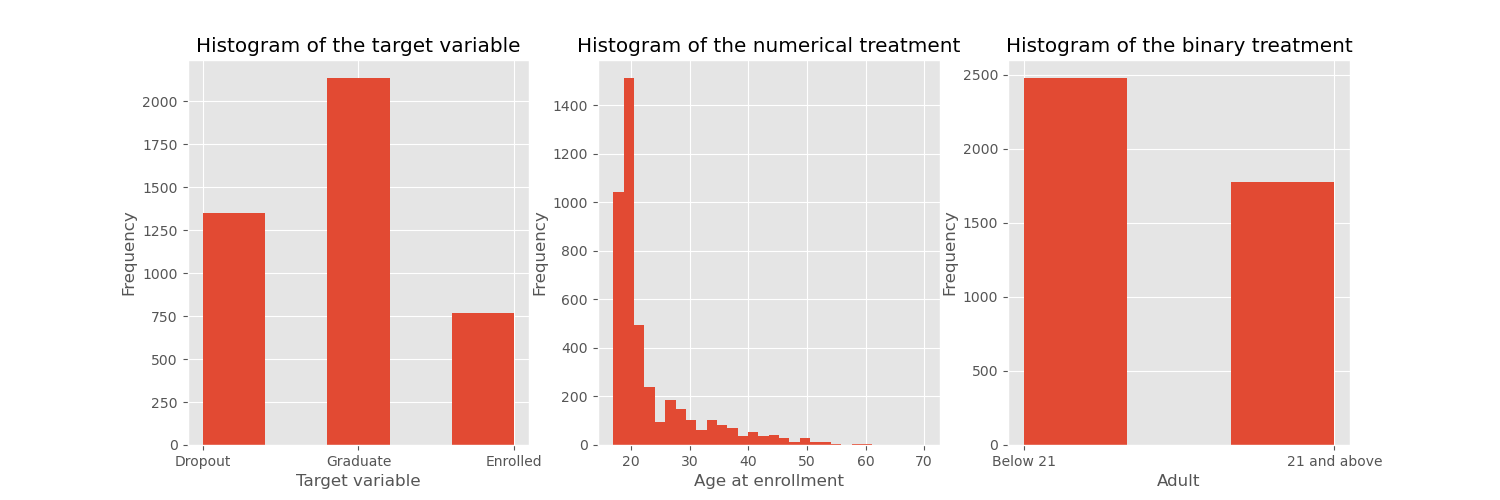 Histogram of the target variable
Frequency
2000
1750
1500
1250
1000
750
500
250
0
Dropout Graduate Enrolled
Target variable
Histogram of the numerical treatment
Frequency
1400
1200
1000
800
600
400
200
0
20 30 40 50 60 70
Age at enrollment
Histogram of the binary treatment
Frequency
2500
2000
1500
1000
500
0
Below 21 21 and above
Adult